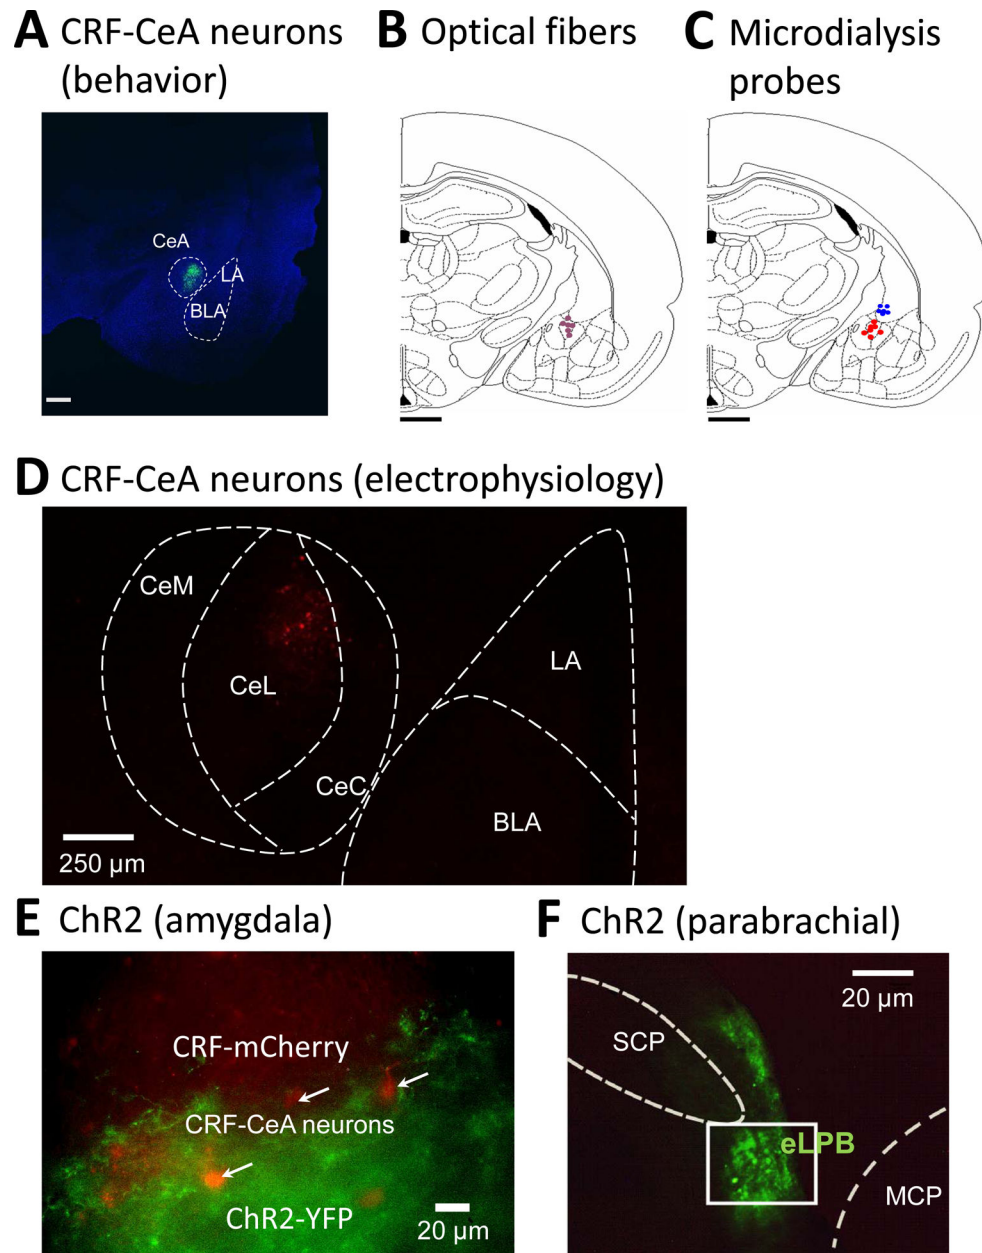 A CRF-CeA neurons
(behavior)
B Optical fibers
C Microdialysis
probes
CeA
LA
BLA
D CRF-CeA neurons (electrophysiology)
CeM
CeL
CeC
LA
BLA
250 µm
E ChR2 (amygdala)
CRF-mCherry
CRF-CeA neurons
ChR2-YFP
20 µm
F ChR2 (parabrachial)
20 µm
SCP
eLPB
MCP